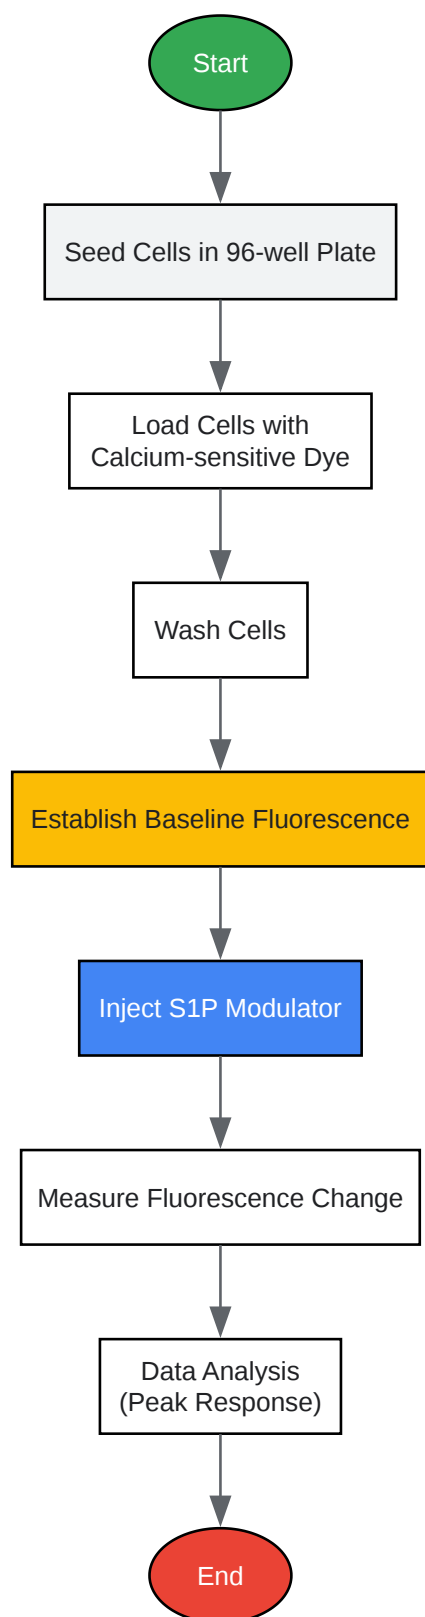 Start
Seed Cells in 96-well Plate
Load Cells with
Calcium-sensitive Dye
Wash Cells
Establish Baseline Fluorescence
Inject S1P Modulator
Measure Fluorescence Change
Data Analysis
(Peak Response)
End